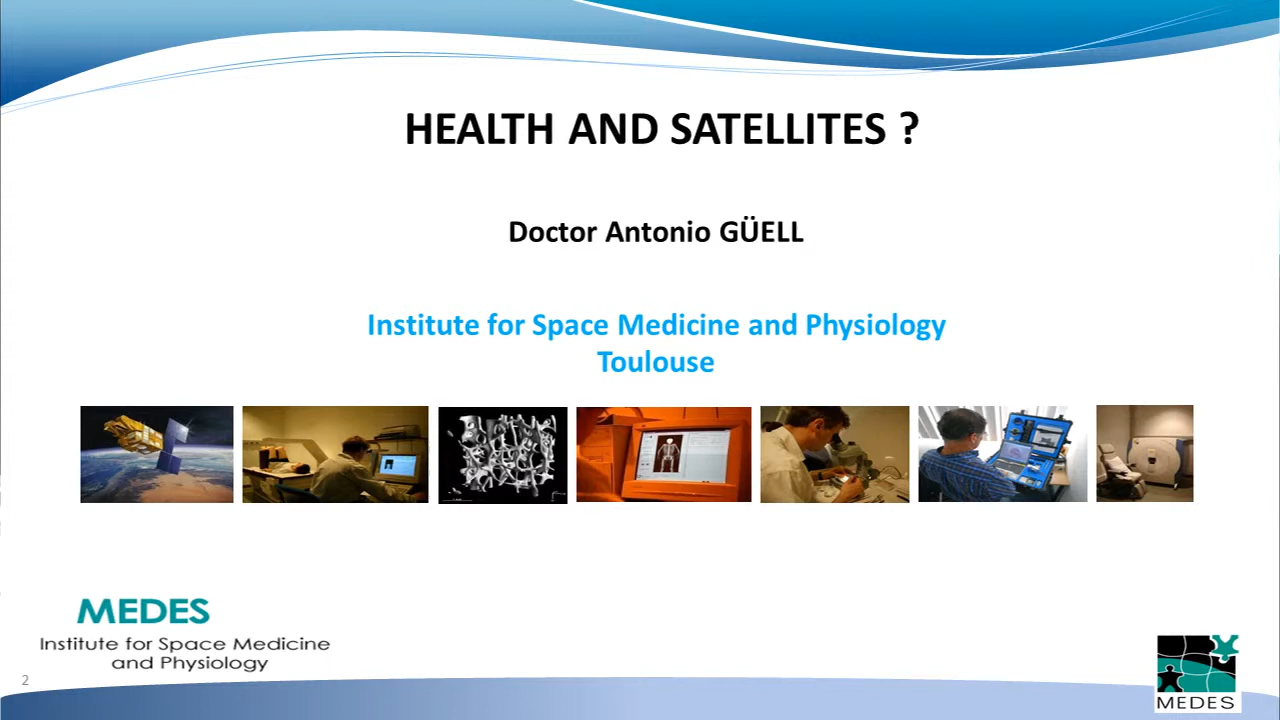 HEALTH AND SATELLITES ?
Doctor Antonio GÜELL
Institute for Space Medicine and Physiology
Toulouse
MEDES
Institute for Space Medicine
and Physiology
2
MEDES